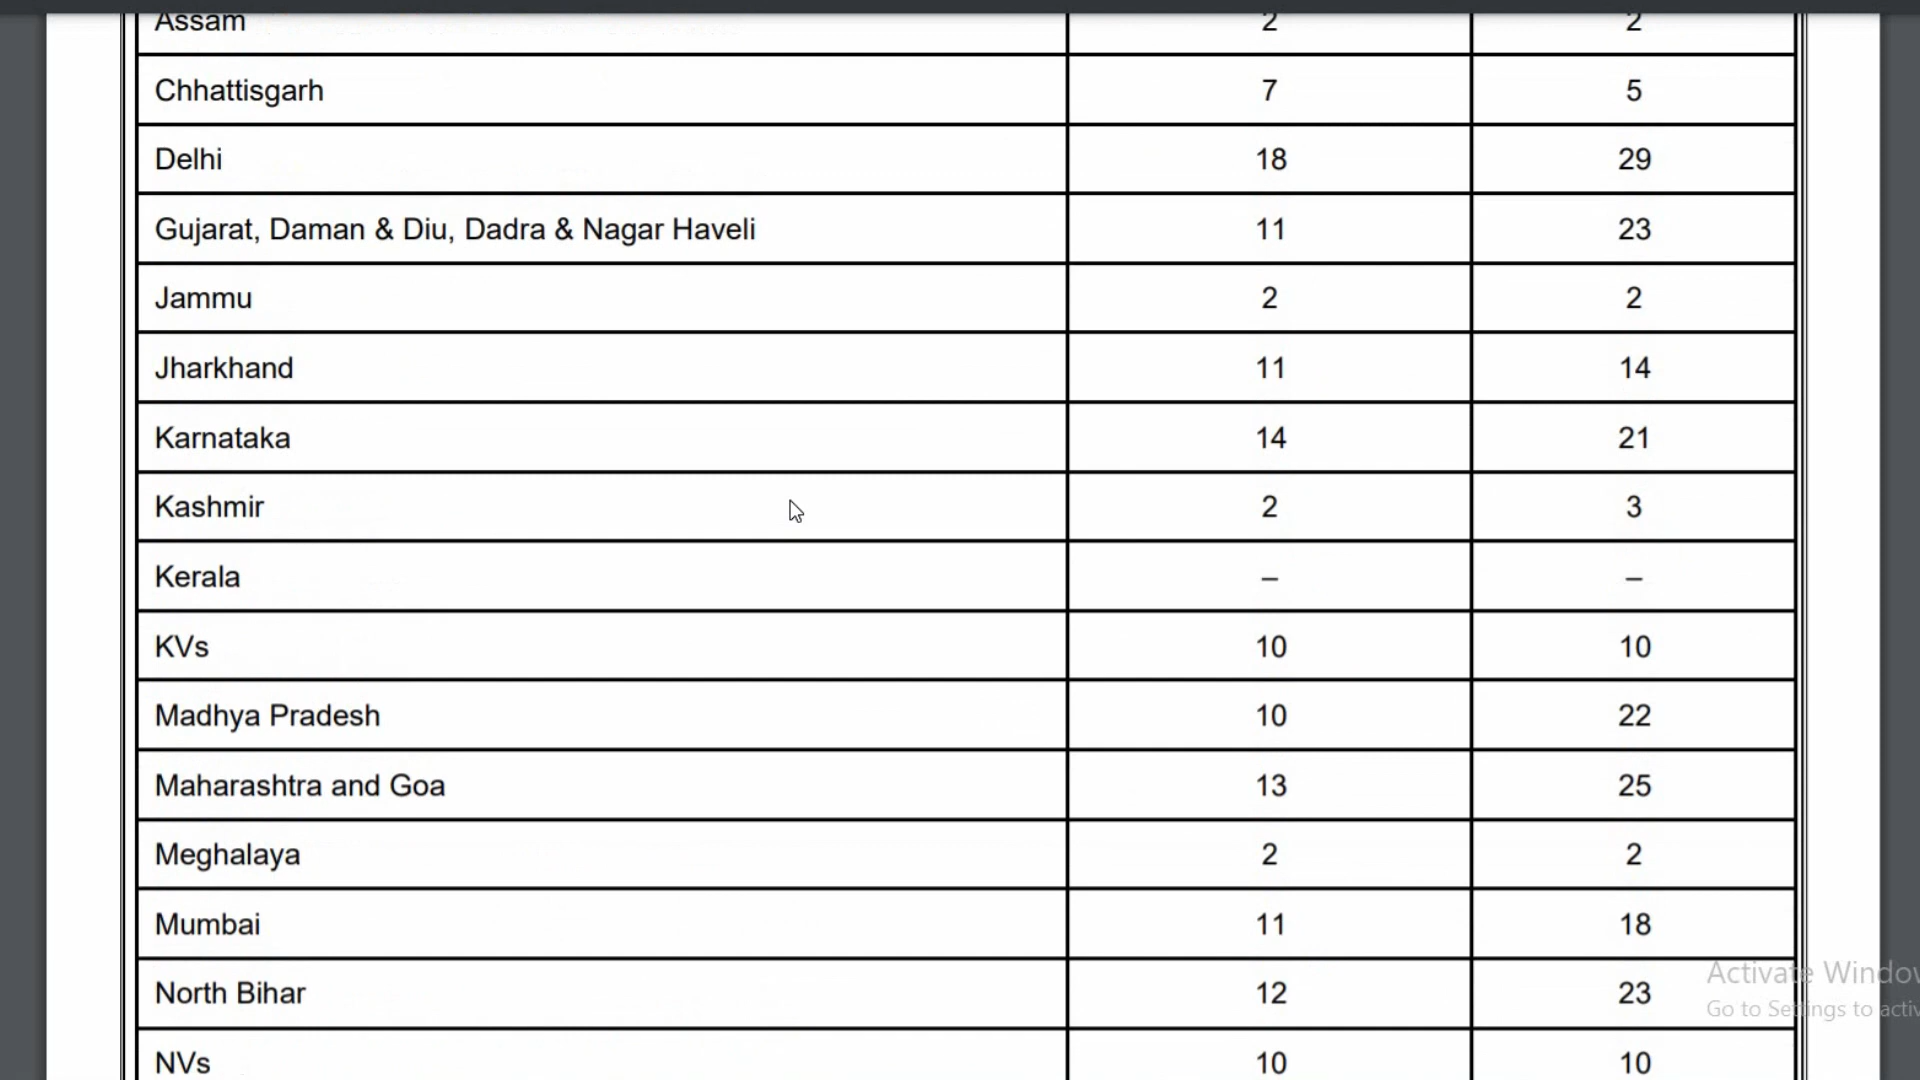 Assam 2 2
Chhattisgarh 7 5
Delhi 18 29
Gujarat, Daman & Diu, Dadra & Nagar Haveli 11 23
Jammu 2 2
Jharkhand 11 14
Karnataka 14 21
Kashmir 2 3
Kerala – –
KVs 10 10
Madhya Pradesh 10 22
Maharashtra and Goa 13 25
Meghalaya 2 2
Mumbai 11 18
North Bihar 12 23
NVs 10 10
Activate Window
Go to Settings to activ